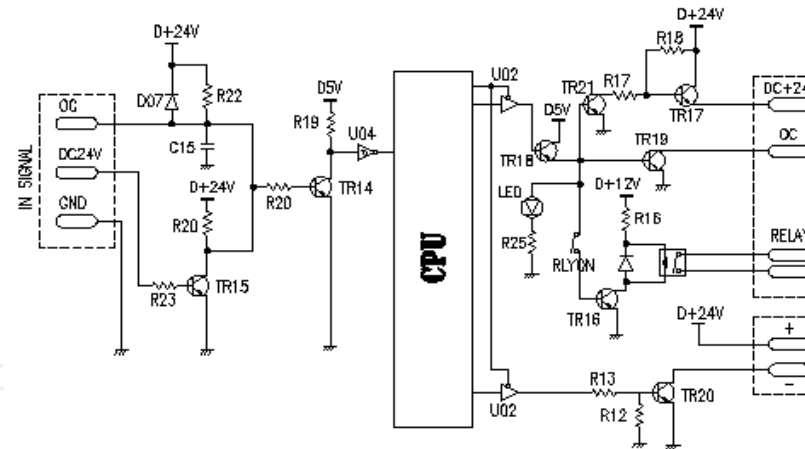 D+24V
D07
R22
C15
IN SIGNAL
OC
DC24V
GND
D+24V
R20
R23
TR15
R20
D5V
R19
U04
TR14
CPU
U02
TR21
R17
R18
D+24V
TR17
D5V
TR18
TR19
LED
R25
RLYON
D+12V
R16
TR16
DC+24
OC
RELAY
D+24V
+
-
U02
R13
R12
TR20